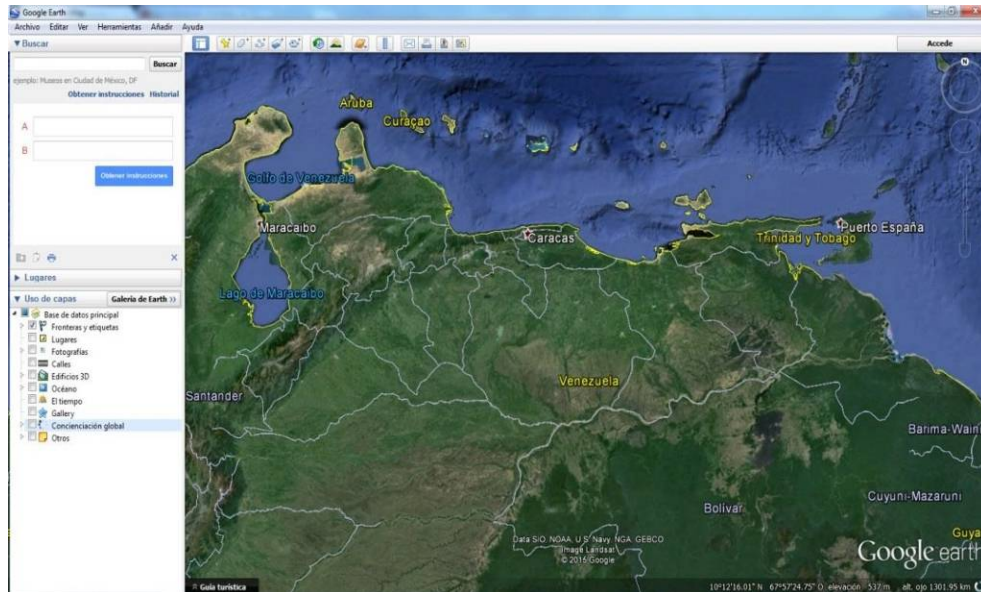 Google Earth
Archivo Editar Ver Herramientas Añadir Ayuda
▼ Buscar
Accede
Buscar
ejemplo: Museos en Ciudad de México, DF
Obtener instrucciones Historial
A
B
Obtener instrucciones
▶ Lugares
▼ Uso de capas
Galería de Earth »
Base de datos principal
Fronteras y etiquetas
Lugares
Fotografías
Calles
Edificios 3D
Océano
El tiempo
Gallery
Concienciación global
Otros
N
Aruba
Curaçao
Golfo de Venezuela
Maracaibo
Caracas
Puerto España
Trinidad y Tobago
Lago de Maracaibo
Venezuela
Santander
Barima-Waini
Cuyuni-Mazaruni
Bolívar
Guya
Data SIO, NOAA, U.S. Navy, NGA, GEBCO
Image Landsat
© 2015 Google
Google earth
Guía turística
10°12'16.01" N 67°57'24.75" O elevación 537 m alt. ojo 1301.95 km